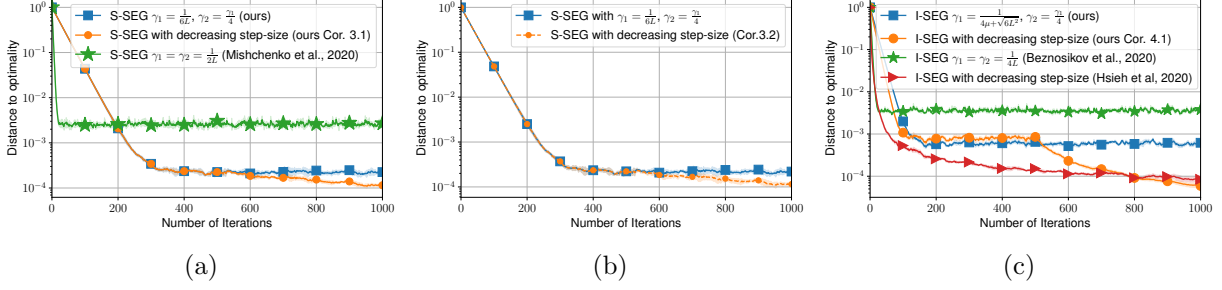 S-SEG γ₁ = 1/6L, γ₂ = γ₁/4 (ours)
S-SEG with decreasing step-size (ours Cor. 3.1)
S-SEG γ₁ = γ₂ = 1/2L (Mishchenko et al., 2020)
Distance to optimality
10⁰
10⁻¹
10⁻²
10⁻³
10⁻⁴
0 200 400 600 800 1000
Number of Iterations
(a)
S-SEG with γ₁ = 1/6L, γ₂ = γ₁/4
S-SEG with decreasing step-size (Cor.3.2)
Distance to optimality
10⁰
10⁻¹
10⁻²
10⁻³
10⁻⁴
0 200 400 600 800 1000
Number of Iterations
(b)
I-SEG γ₁ = 1/(4μ+√6L²), γ₂ = γ₁/4 (ours)
I-SEG with decreasing step-size (ours Cor. 4.1)
I-SEG γ₁ = γ₂ = 1/4L (Beznosikov et al., 2020)
I-SEG with decreasing step-size (Hsieh et al, 2020)
Distance to optimality
10⁰
10⁻¹
10⁻²
10⁻³
10⁻⁴
0 200 400 600 800 1000
Number of Iterations
(c)